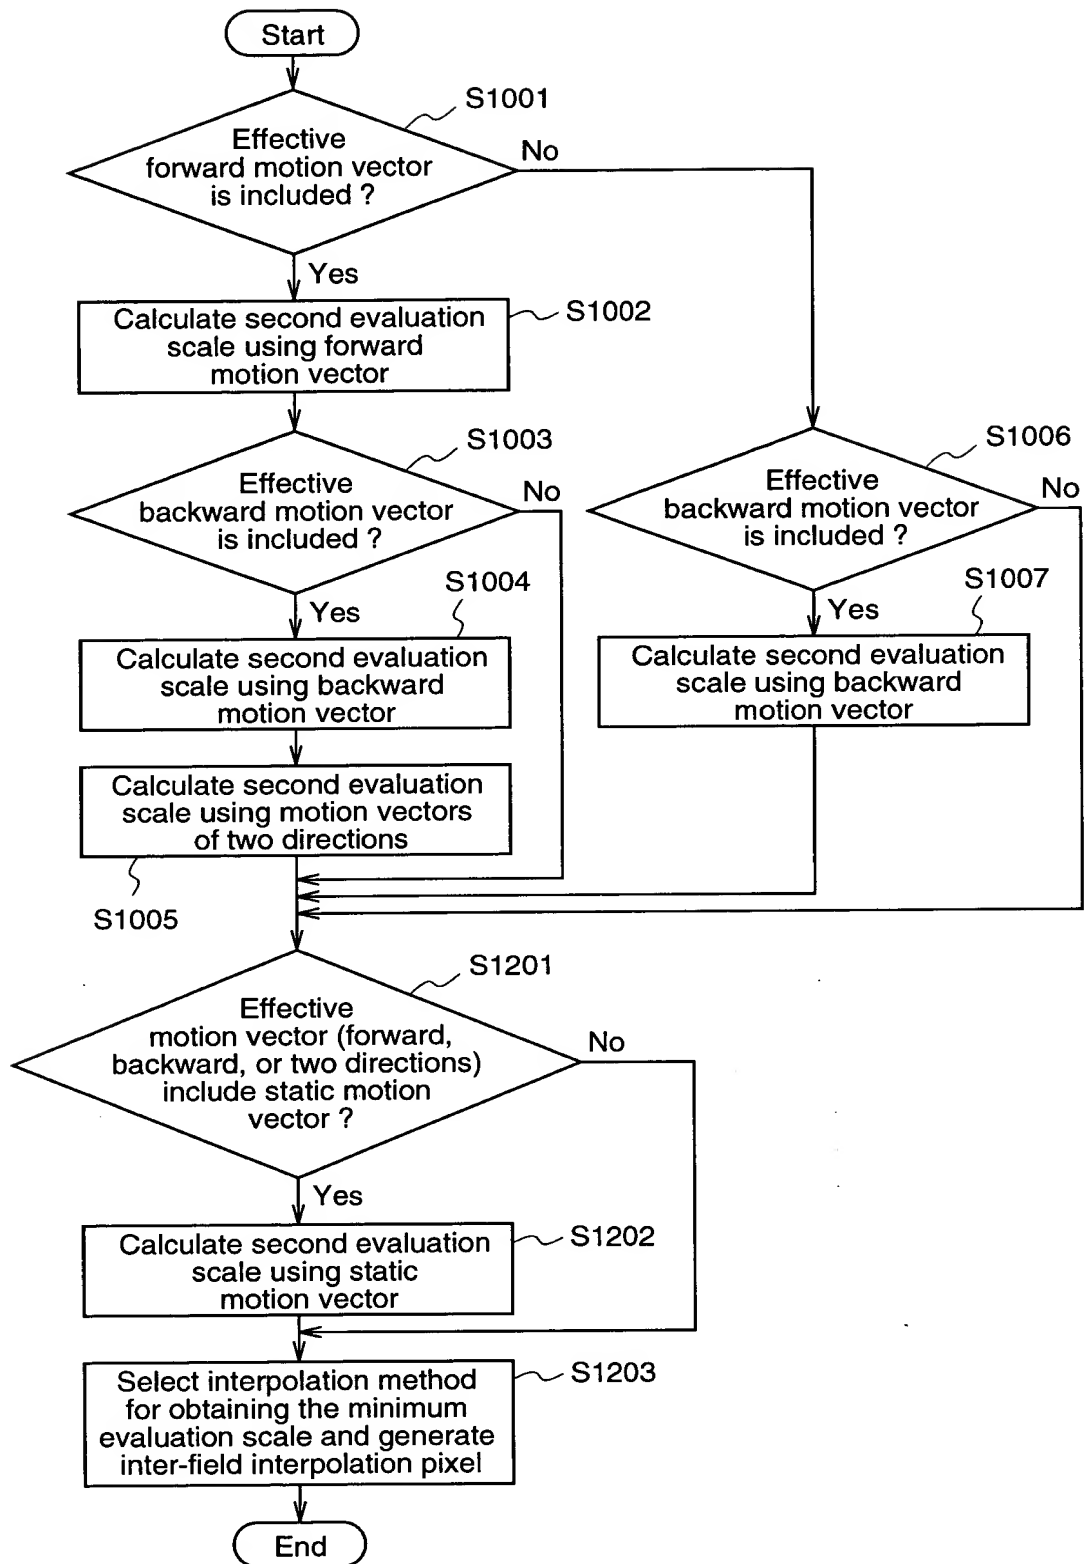 Start
S1001
Effective
forward motion vector
is included ?
No
Yes
Calculate second evaluation
scale using forward
motion vector
S1002
S1003
Effective
backward motion vector
is included ?
No
Yes
S1004
Calculate second evaluation
scale using backward
motion vector
Calculate second evaluation
scale using motion vectors
of two directions
S1005
S1006
Effective
backward motion vector
is included ?
No
Yes
S1007
Calculate second evaluation
scale using backward
motion vector
S1201
Effective
motion vector (forward,
backward, or two directions)
include static motion
vector ?
No
Yes
Calculate second evaluation
scale using static
motion vector
S1202
Select interpolation method
for obtaining the minimum
evaluation scale and generate
inter-field interpolation pixel
S1203
End